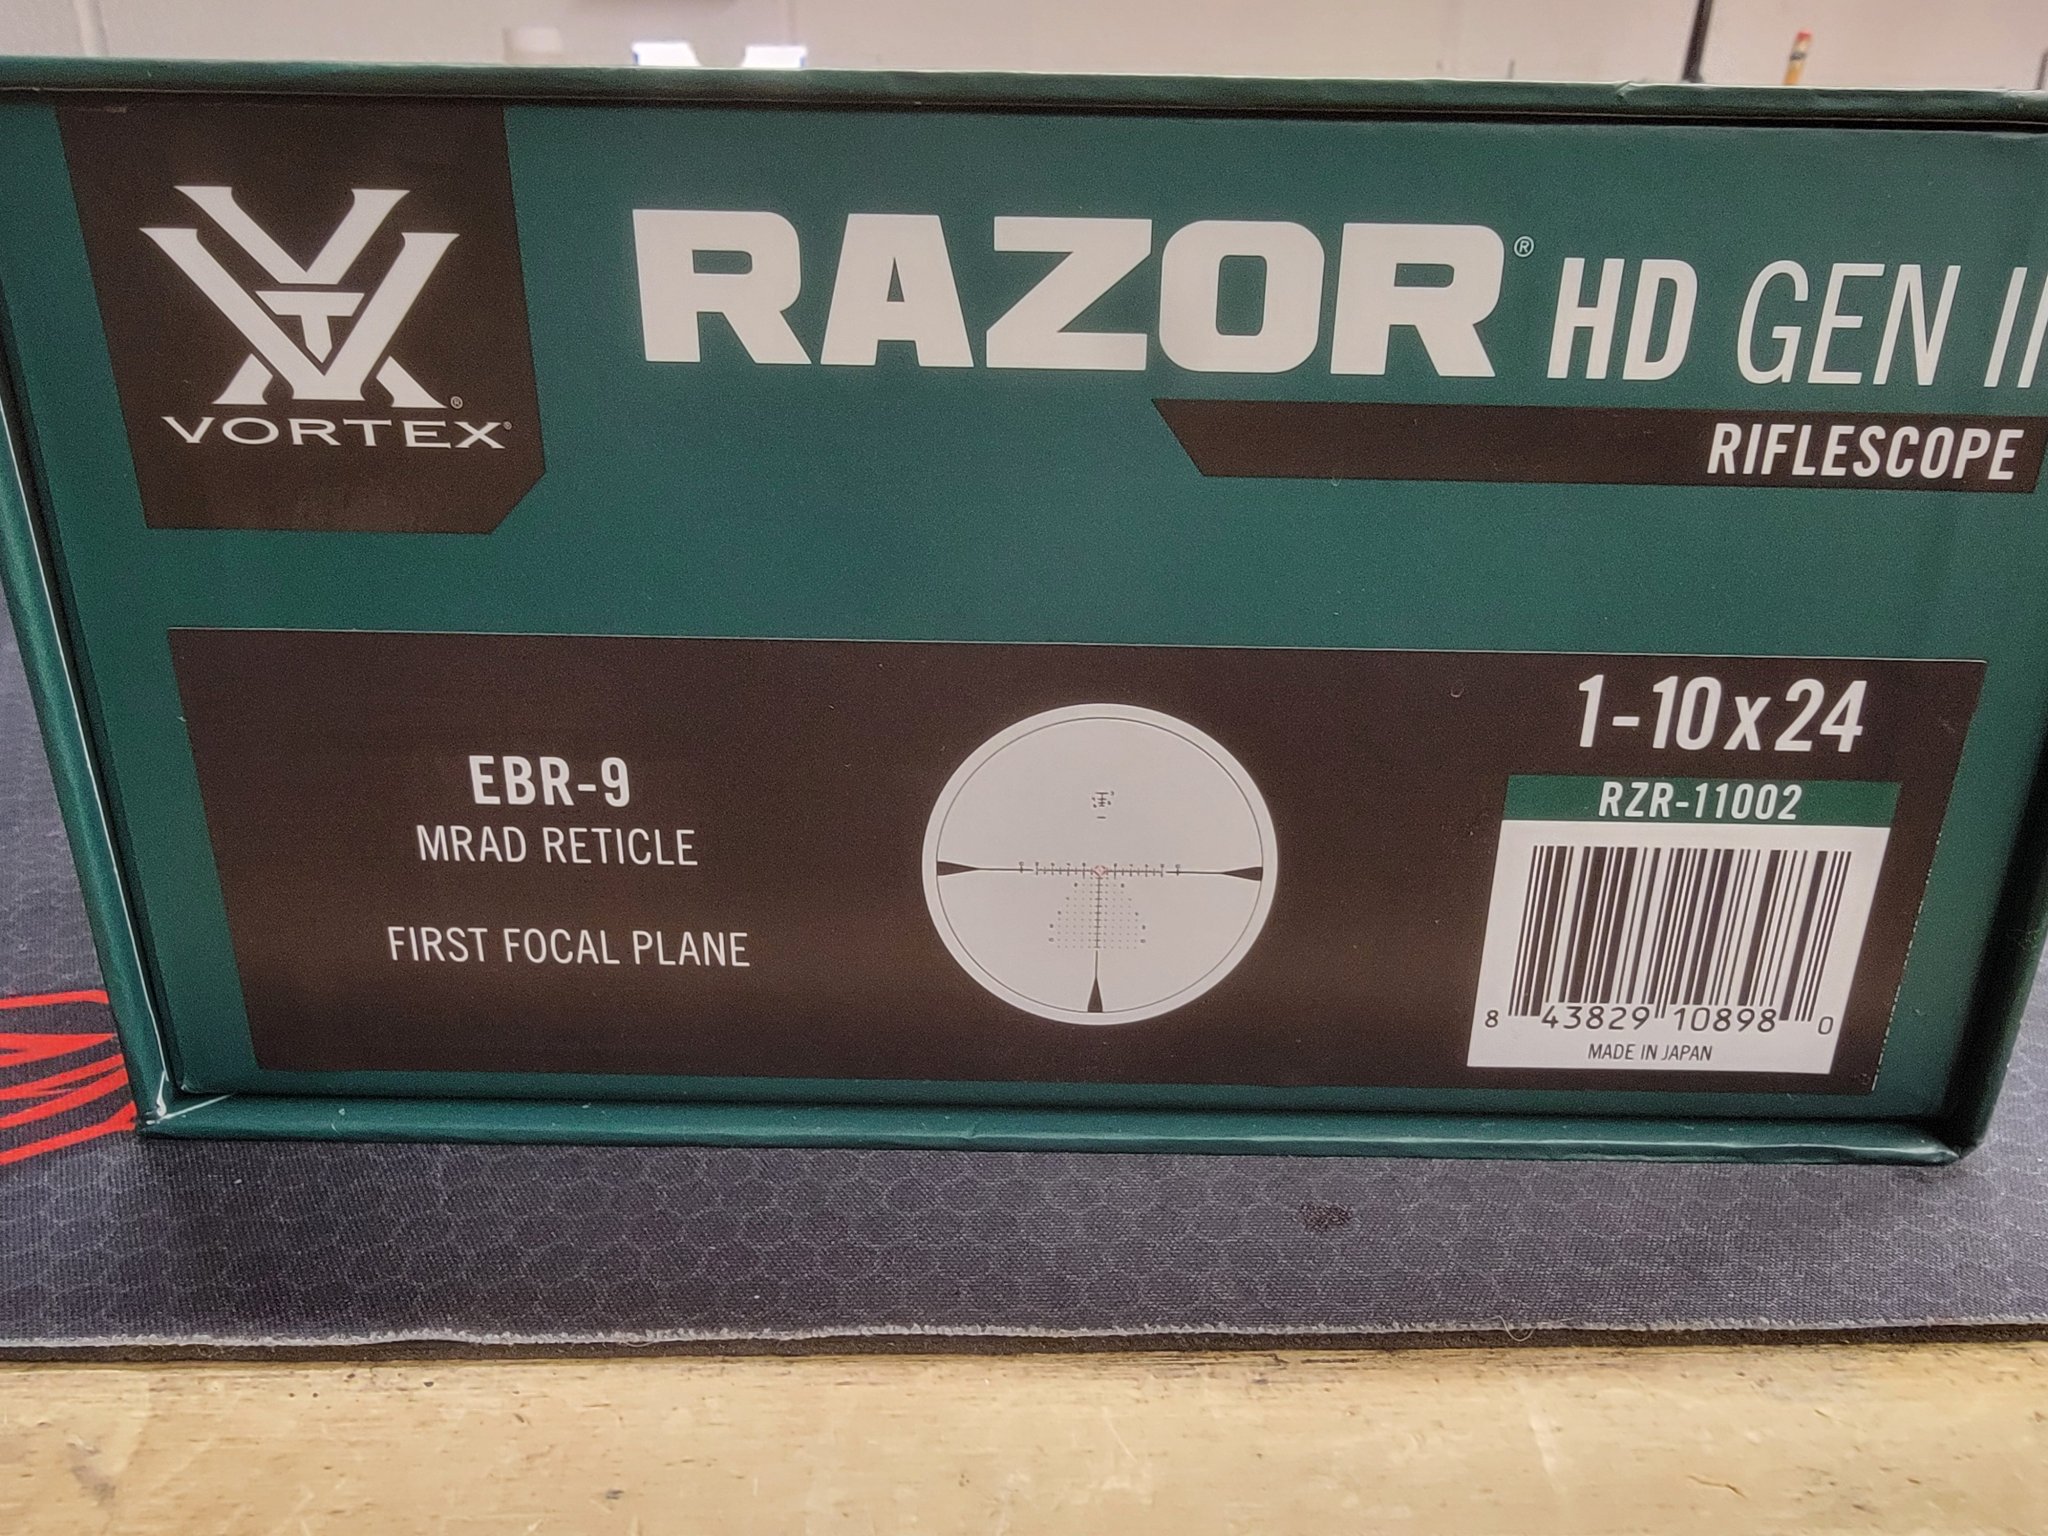 RAZOR® HD GEN II
VORTEX®
RIFLESCOPE
1-10x24
EBR-9
MRAD RETICLE
FIRST FOCAL PLANE
RZR-11002
8 43829 10898 0
MADE IN JAPAN